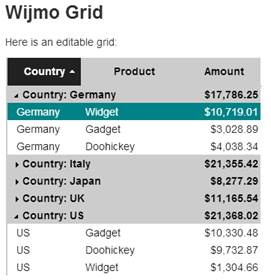 Wijmo Grid
Here is an editable grid:
Country Product Amount
Country: Germany $17,786.25
Germany Widget $10,719.01
Germany Gadget $3,028.89
Germany Doohickey $4,038.34
Country: Italy $21,355.42
Country: Japan $8,277.29
Country: UK $11,165.54
Country: US $21,368.02
US Gadget $10,330.48
US Doohickey $9,732.87
US Widget $1,304.66